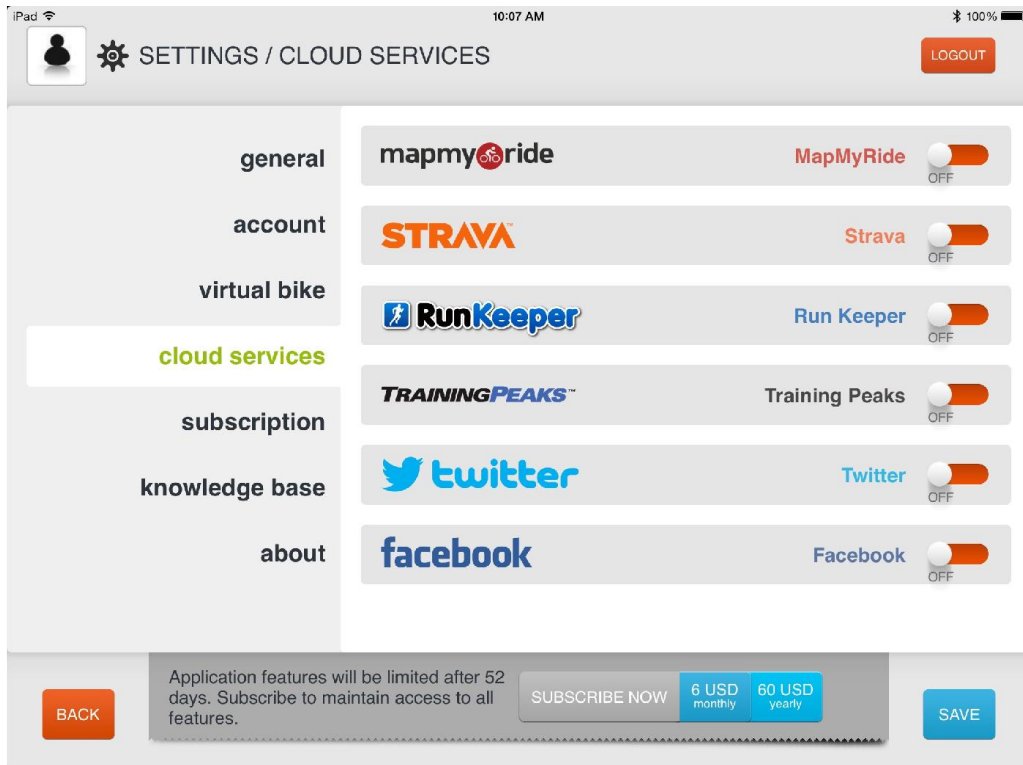 iPad 10:07 AM 100%
SETTINGS / CLOUD SERVICES LOGOUT
general
account
virtual bike
cloud services
subscription
knowledge base
about
mapmyride MapMyRide OFF
STRAVA™ Strava OFF
RunKeeper Run Keeper OFF
TRAININGPEAKS™ Training Peaks OFF
twitter Twitter OFF
facebook Facebook OFF
BACK
Application features will be limited after 52
days. Subscribe to maintain access to all
features.
SUBSCRIBE NOW
6 USD
monthly
60 USD
yearly
SAVE